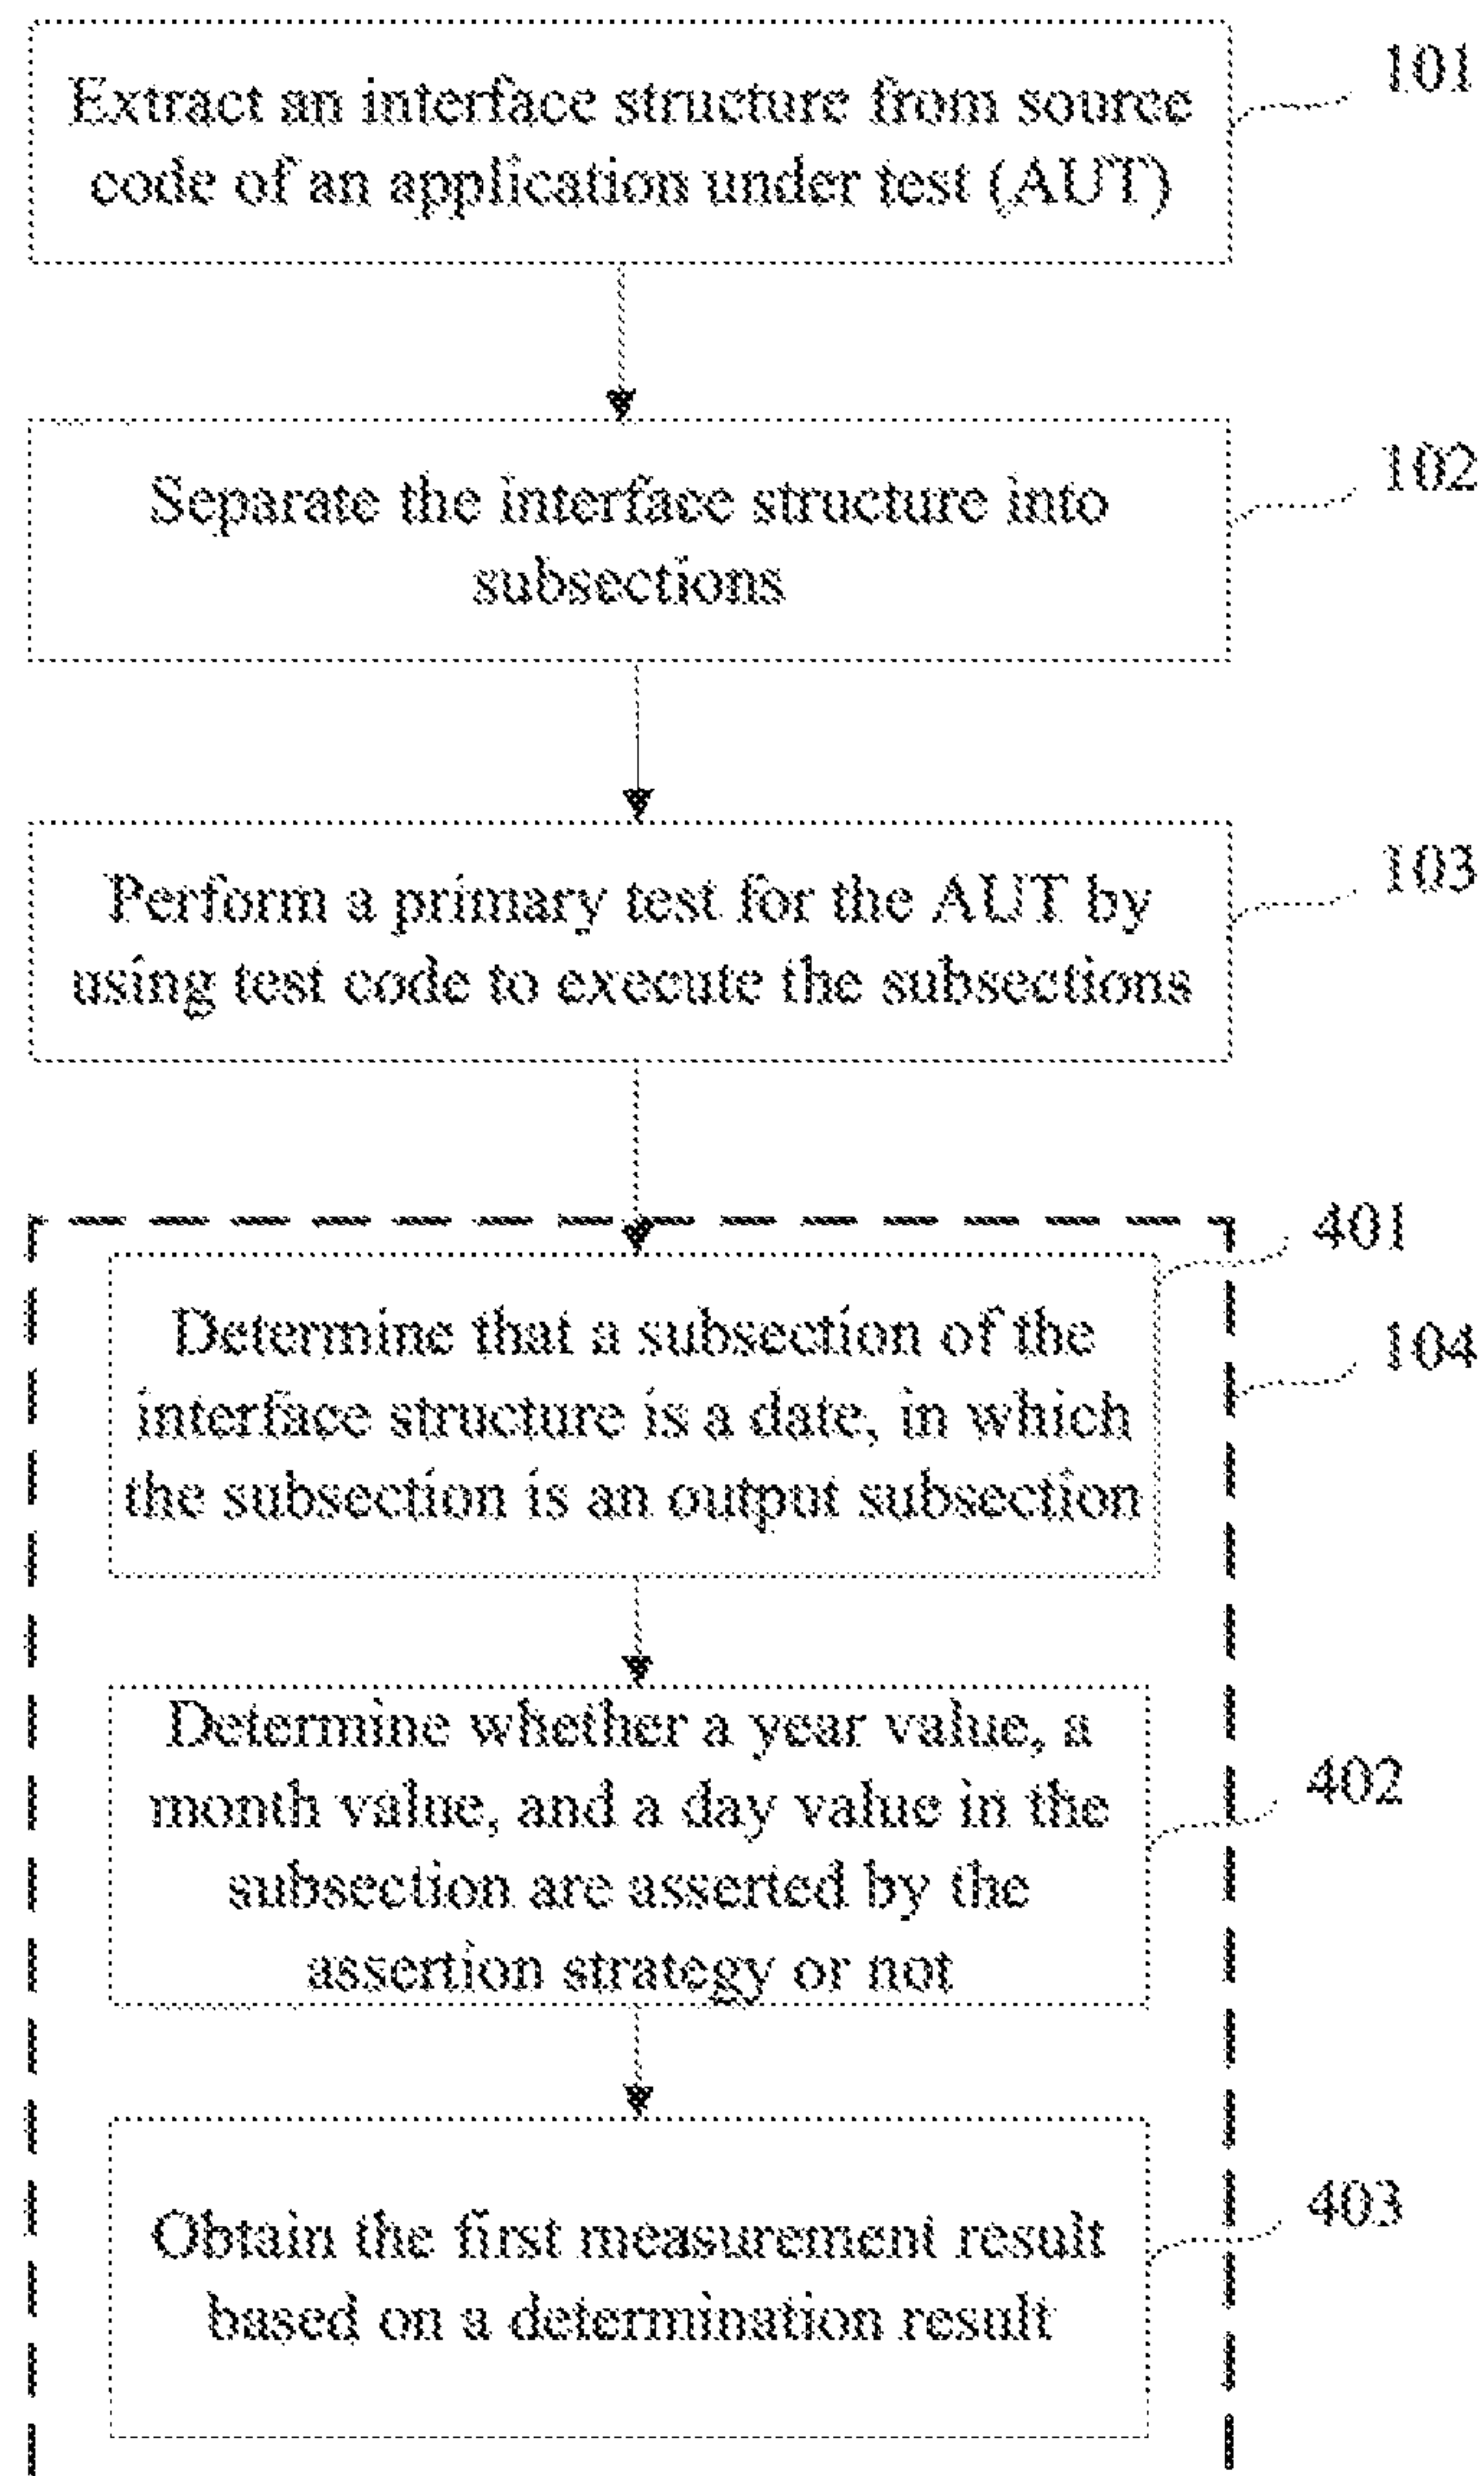 Extract an interface structure from source
code of an application under test (AUT)
101
Separate the interface structure into
subsections
102
Perform a primary test for the AUT by
using test code to execute the subsections
103
401
Determine that a subsection of the
interface structure is a date, in which
the subsection is an output subsection
104
Determine whether a year value, a
month value, and a day value in the
subsection are asserted by the
assertion strategy or not
402
Obtain the first measurement result
based on a determination result
403